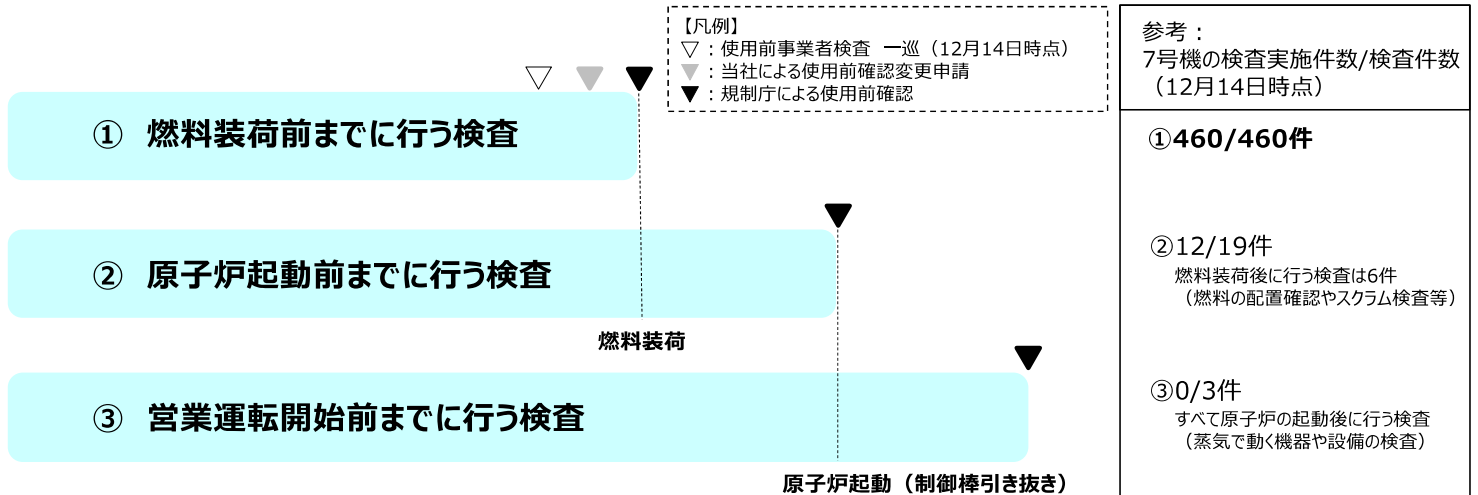 【凡例】
▽：使用前事業者検査 一巡（12月14日時点）
▼：当社による使用前確認変更申請
▼：規制庁による使用前確認
参考：
7号機の検査実施件数/検査件数
（12月14日時点）
① 燃料装荷前までに行う検査
①460/460件
② 原子炉起動前までに行う検査
②12/19件
燃料装荷後に行う検査は6件
（燃料の配置確認やスクラム検査等）
燃料装荷
③ 営業運転開始前までに行う検査
③0/3件
すべて原子炉の起動後に行う検査
（蒸気で動く機器や設備の検査）
原子炉起動（制御棒引き抜き）